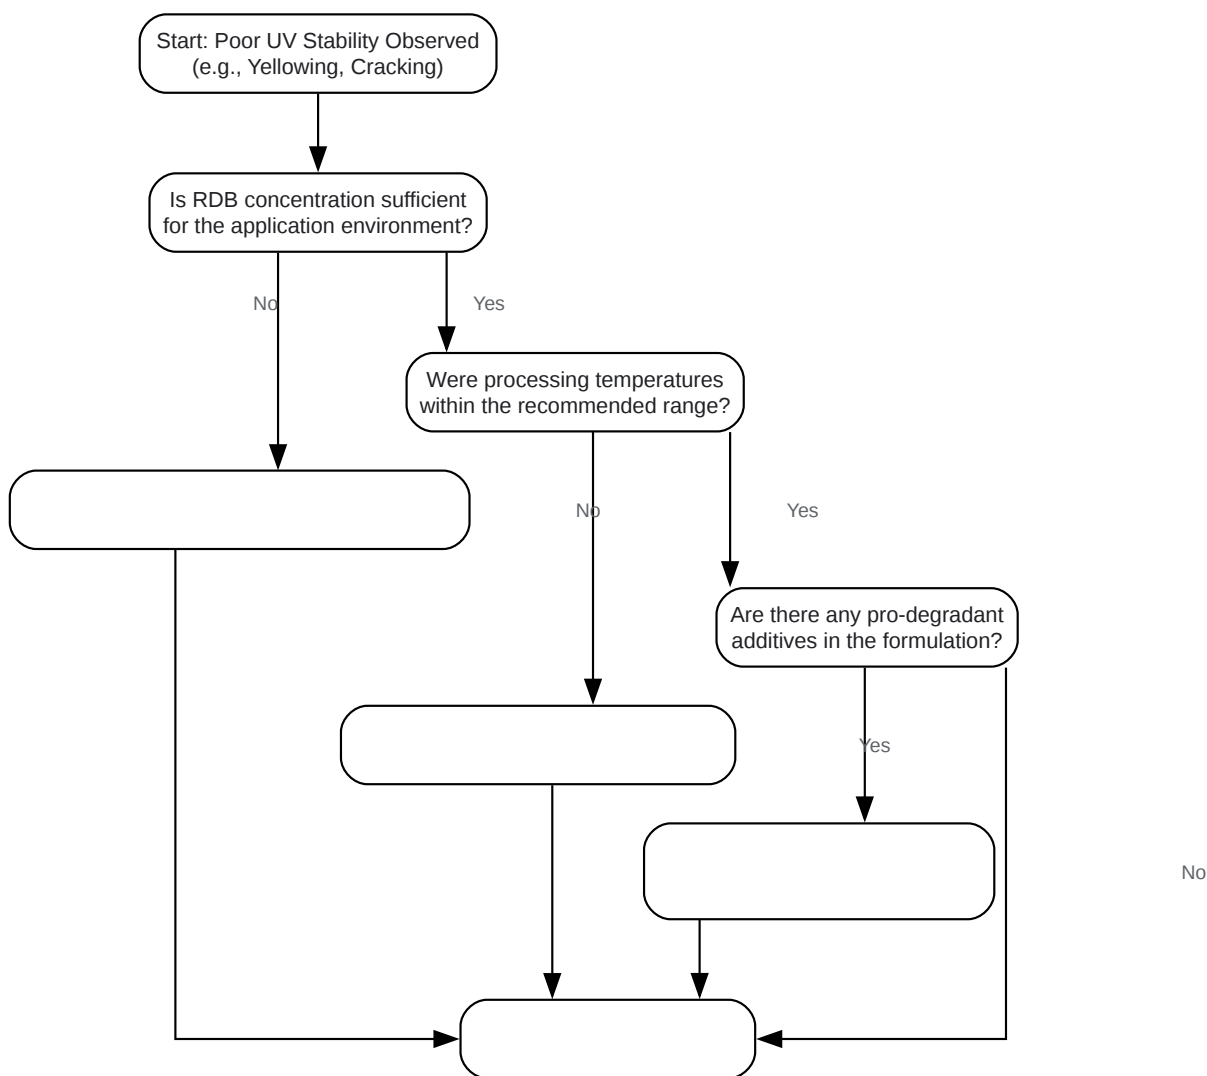 Start: Poor UV Stability Observed
(e.g., Yellowing, Cracking)
Is RDB concentration sufficient
for the application environment?
No
Yes
Were processing temperatures
within the recommended range?
No
Yes
Are there any pro-degradant
additives in the formulation?
Yes
No